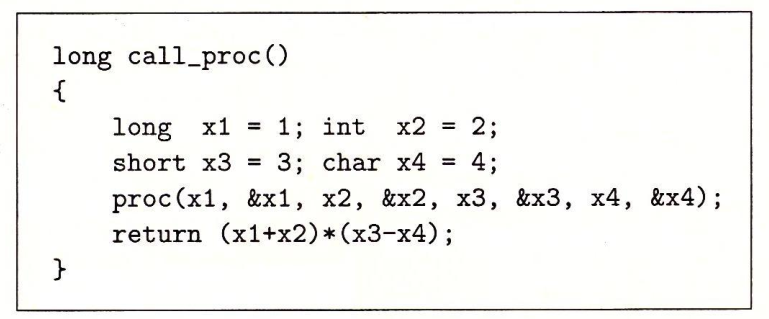 long call_proc()
{
    long  x1 = 1; int  x2 = 2;
    short x3 = 3; char x4 = 4;
    proc(x1, &x1, x2, &x2, x3, &x3, x4, &x4);
    return (x1+x2)*(x3-x4);
}